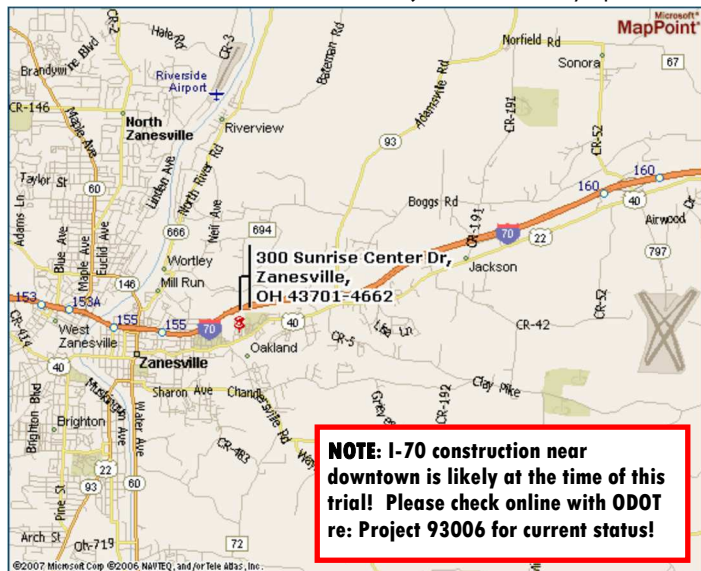 Microsoft®
MapPoint®
Hale Rd
CR-2
CR-3
Bateman Rd
Norfield Rd
Sonora
67
Brandywine Blvd
Riverside
Airport
Adamsville Rd
CR-191
CR-52
CR-146
Maple Ave
North
Zanesville
Riverview
93
Taylor St
60
Linden Ave
North River Rd
Boggs Rd
160
160
40
Adams Ln
Blue Ave
Maple Ave
Euclid Ave
666
Neil Ave
694
CR-191
70
22
Airwood Dr
Wortley
Mill Run
146
300 Sunrise Center Dr,
Zanesville,
OH 43701-4662
Jackson
797
153
153A
155
155
70
40
Lisa Ln
CR-52
CR-414
West
Zanesville
CR-5
CR-42
Zanesville
Oakland
40
Muskingum Ave
Water Ave
Sharon Ave
Chandlersville Rd
CR-192
Clay Pike
Brighton Blvd
Brighton
CR-483
22
93
60
Pine St
Arch St
Oh-719
72
NOTE: I-70 construction near
downtown is likely at the time of this
trial! Please check online with ODOT
re: Project 93006 for current status!
©2007 Microsoft Corp ©2006 NAVTEQ, and/or Tele Atlas, Inc.